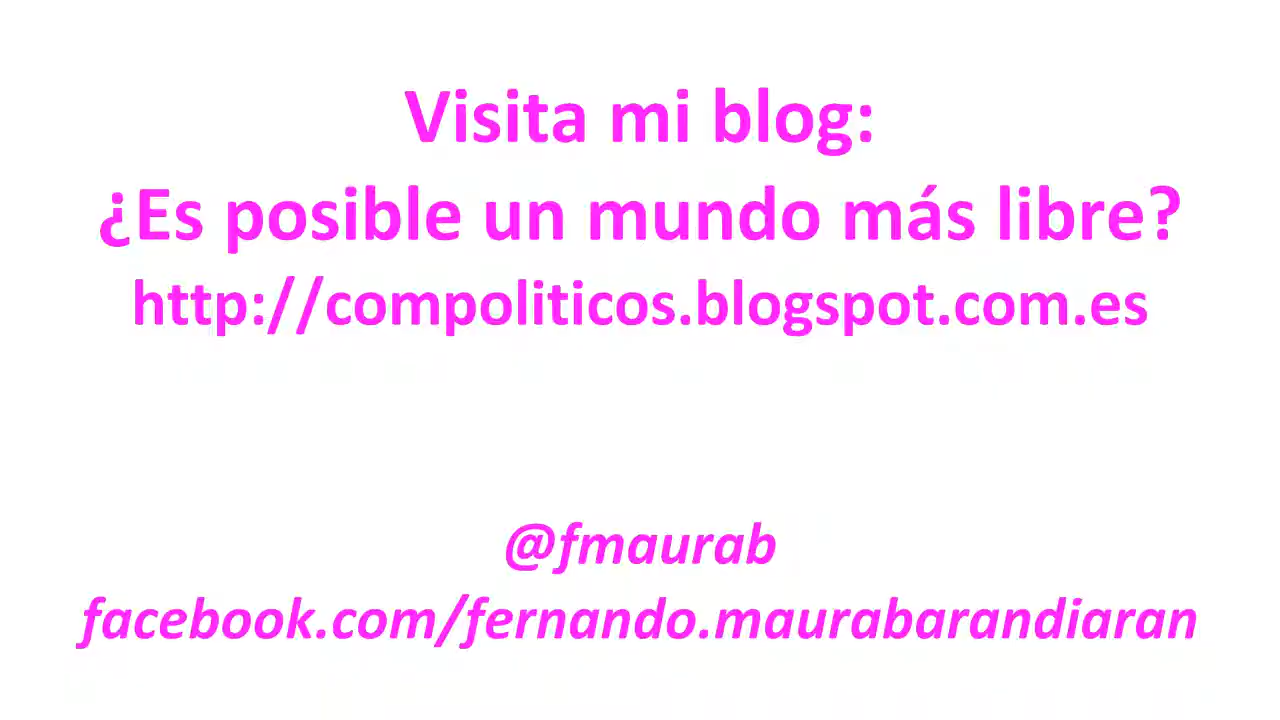 Visita mi blog:
¿Es posible un mundo más libre?
http://compoliticos.blogspot.com.es
@fmaurab
facebook.com/fernando.maurabarandiaran